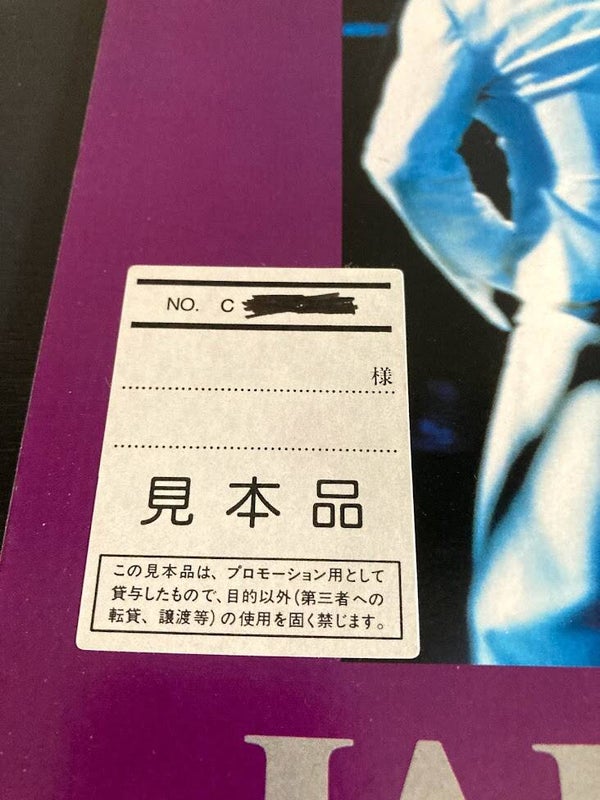 NO. C
様
見本品
この見本品は、プロモーション用として
貸与したもので、目的以外(第三者への
転貸、譲渡等)の使用を固く禁じます。